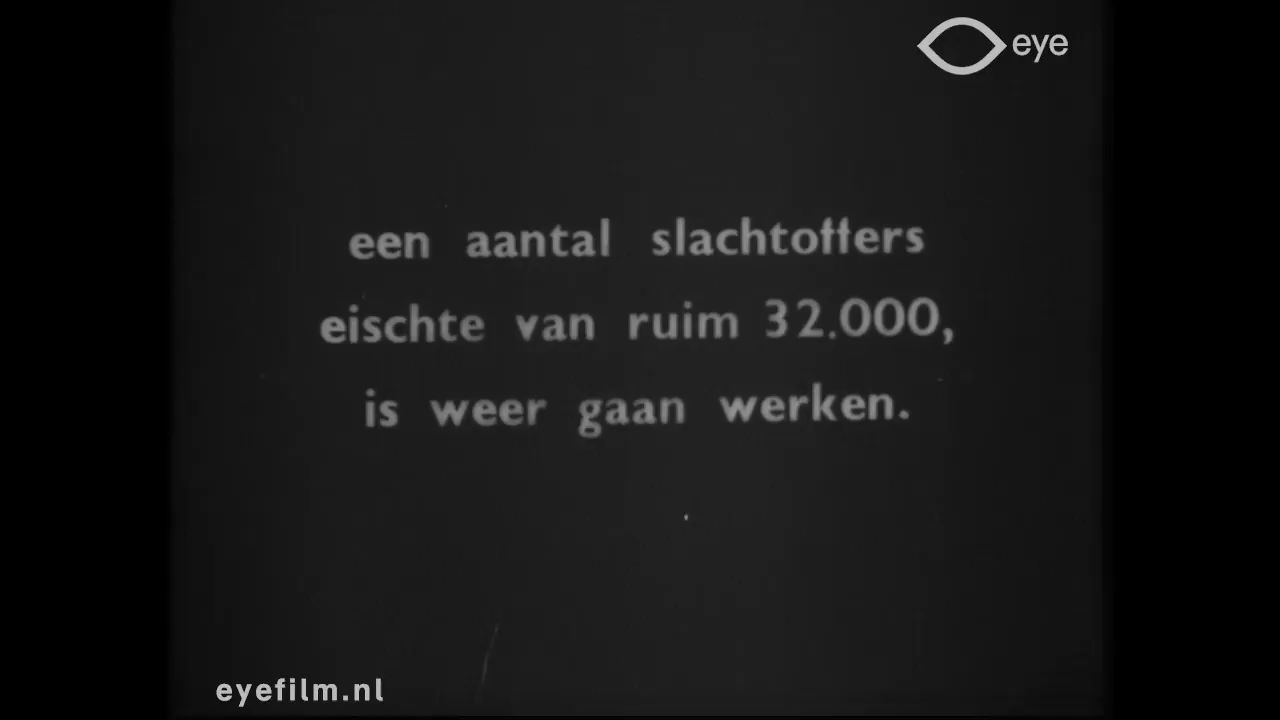 eye
een aantal slachtoffers
eischte van ruim 32.000,
is weer gaan werken.
eyefilm.nl